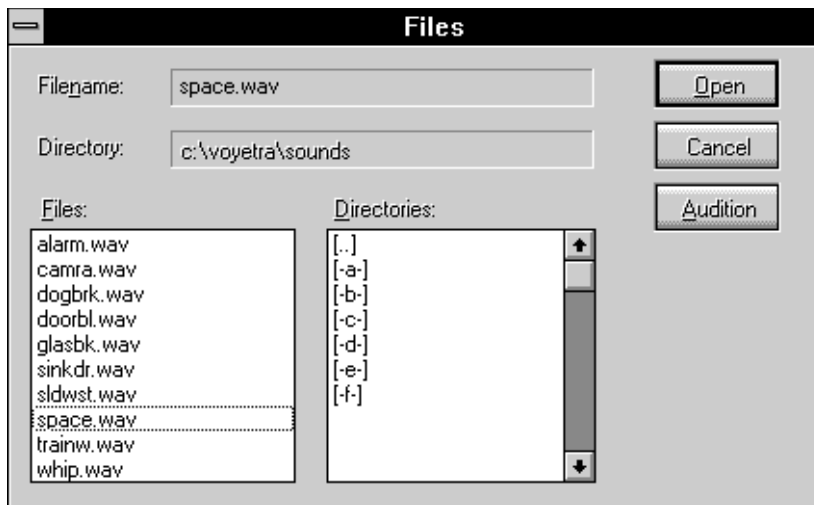 Files
Filename:
space.wav
Open
Directory:
c:\voyetra\sounds
Cancel
Audition
Files:
alarm.wav
camra.wav
dogbrk.wav
doorbl.wav
glasbk.wav
sinkdr.wav
sldwst.wav
space.wav
trainw.wav
whip.wav
Directories:
[..]
[-a-]
[-b-]
[-c-]
[-d-]
[-e-]
[-f-]